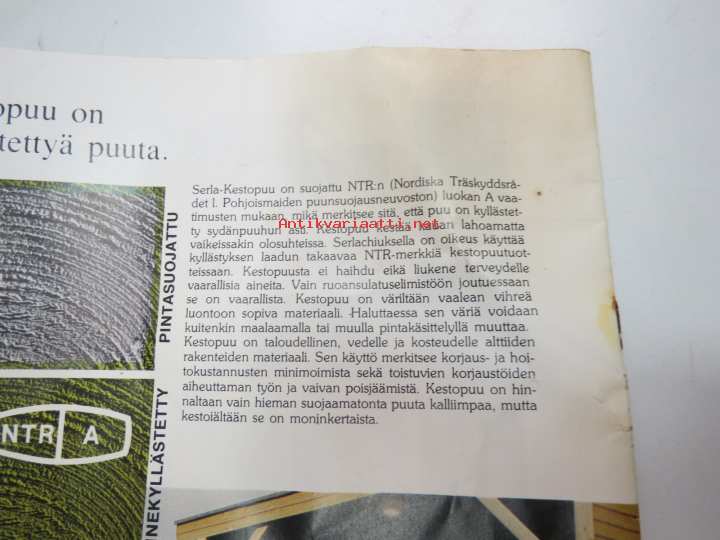 opuu on
tettyä puuta.
Serla-Kestopuu on suojattu NTR:n (Nordiska Träskyddsrå-
det l. Pohjoismaiden puunsuojausneuvoston) luokan A vaa-
timusten mukaan, mikä merkitsee sitä, että puu on kyllästet-
ty sydänpuuhun asti. Kestopuu kestää kauan lahoamatta
vaikeissakin olosuhteissa. Serlachiuksella on oikeus käyttää
kyllästyksen laadun takaavaa NTR-merkkiä kestopuutuot-
teissaan. Kestopuusta ei haihdu eikä liukene terveydelle
vaarallisia aineita. Vain ruoansulatuselimistöön joutuessaan
se on vaarallista. Kestopuu on väriltään vaalean vihreä
luontoon sopiva materiaali. Haluttaessa sen väriä voidaan
kuitenkin maalaamalla tai muulla pintakäsittelyllä muuttaa.
Kestopuu on taloudellinen, vedelle ja kosteudelle alttiiden
rakenteiden materiaali. Sen käyttö merkitsee korjaus- ja hoi-
tokustannusten minimoimista sekä toistuvien korjaustöiden
aiheuttaman työn ja vaivan poisjäämistä. Kestopuu on hin-
naltaan vain hieman suojaamatonta puuta kalliimpaa, mutta
kestoiältään se on moninkertaista.
Antikvariaatti.net
PINTASUOJATTU
NTR A
NEKYLLÄSTETTY